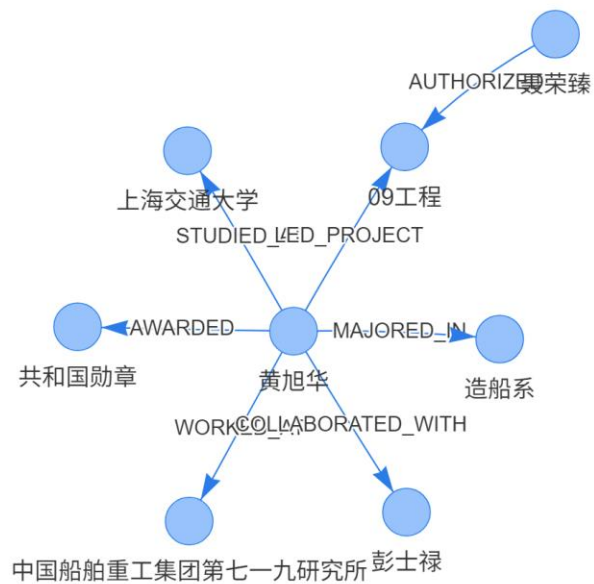 AUTHORIZED
聂荣臻
上海交通大学
09工程
STUDIED_AT
LED_PROJECT
AWARDED
MAJORED_IN
共和国勋章
黄旭华
造船系
WORKED_AT
COLLABORATED_WITH
中国船舶重工集团第七一九研究所
彭士禄